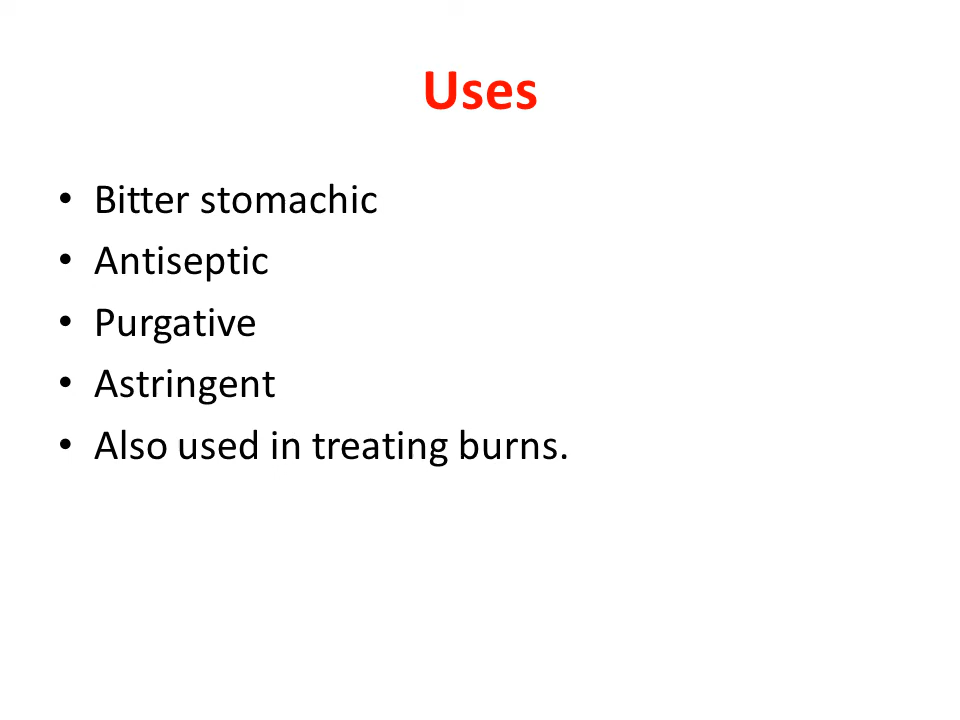 Uses
• Bitter stomachic
• Antiseptic
• Purgative
• Astringent
• Also used in treating burns.